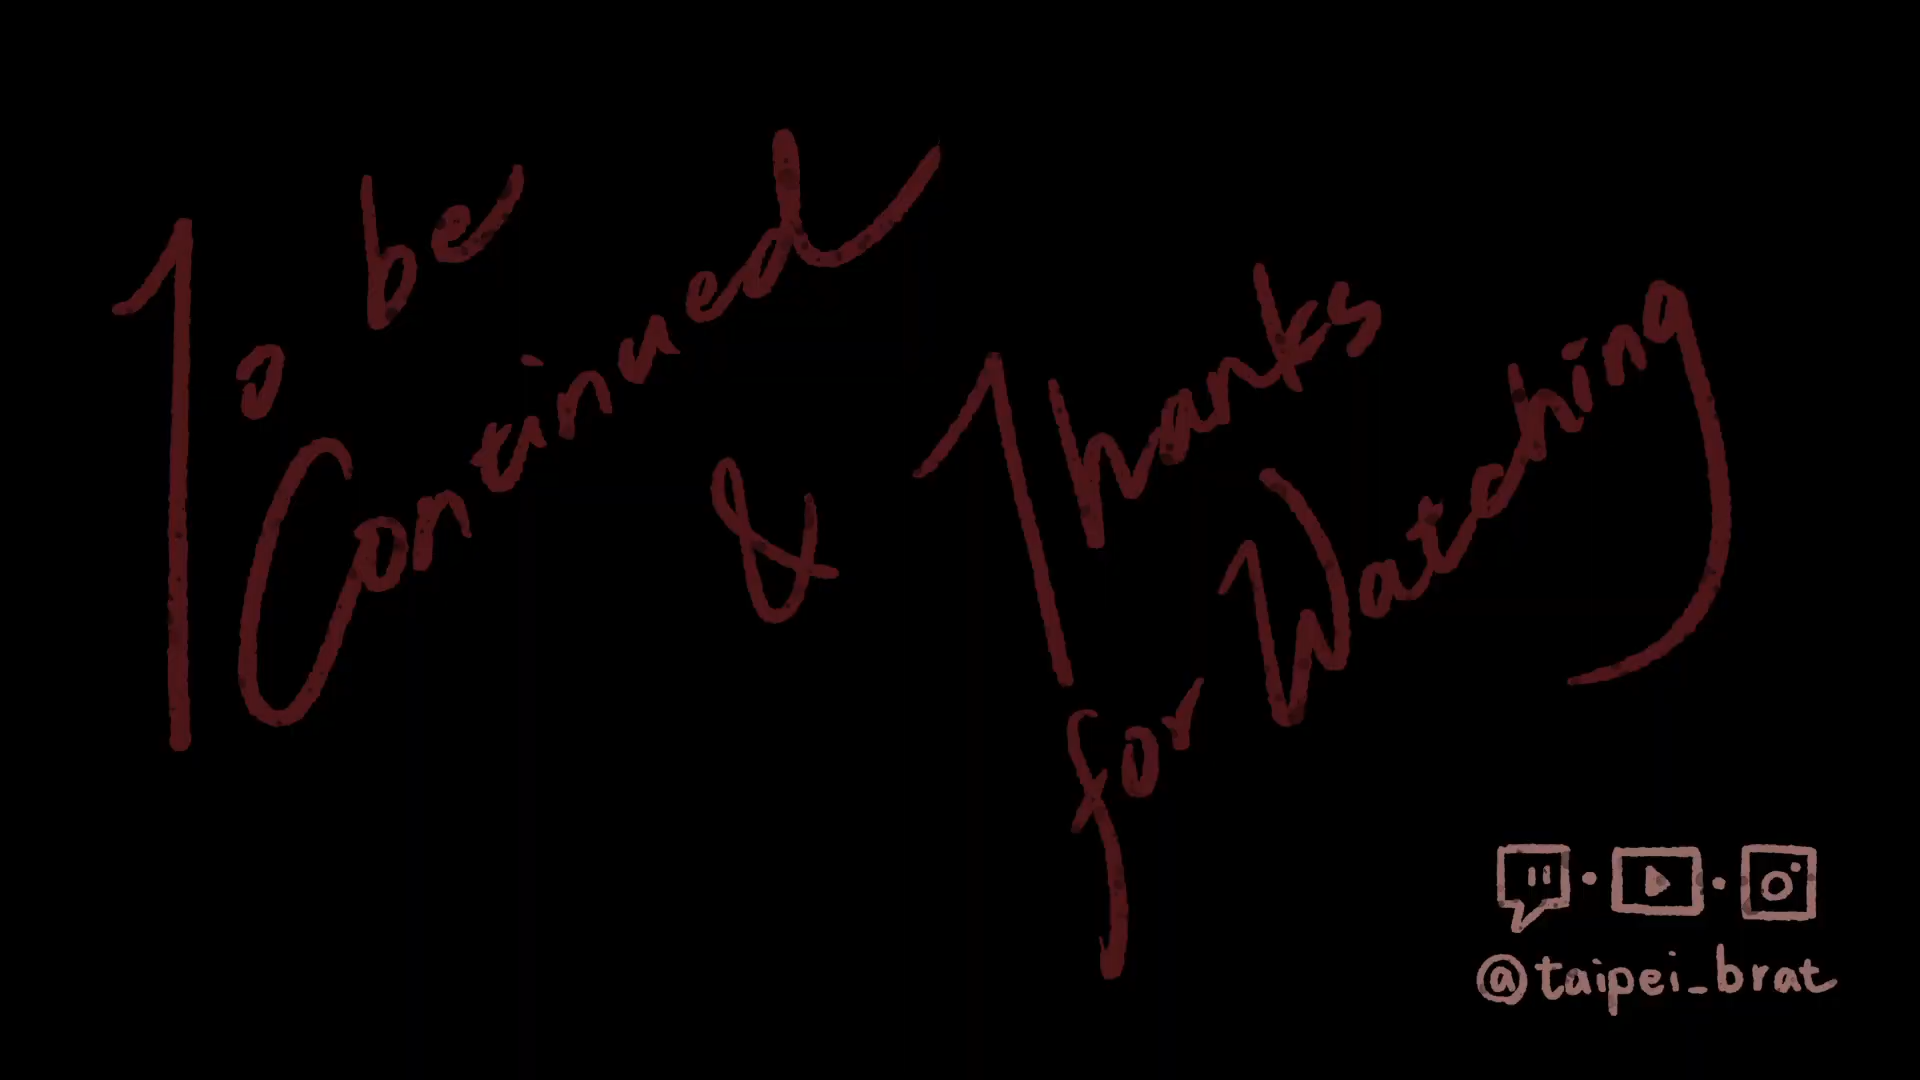 To be
Continued
& Thanks
for Watching
@taipei_brat